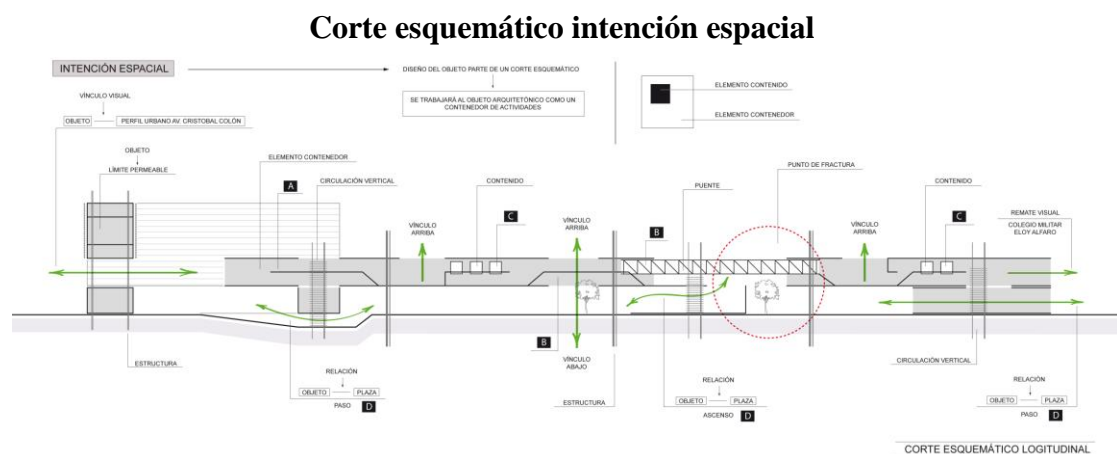 Corte esquemático intención espacial
INTENCIÓN ESPACIAL
DISEÑO DEL OBJETO PARTE DE UN CORTE ESQUEMÁTICO
SE TRABAJARÁ AL OBJETO ARQUITETÓNICO COMO UN
CONTENEDOR DE ACTIVIDADES
ELEMENTO CONTENIDO
ELEMENTO CONTENEDOR
VÍNCULO VISUAL
OBJETO
PERFIL URBANO AV. CRISTOBAL COLÓN
OBJETO
LÍMITE PERMEABLE
ELEMENTO CONTENEDOR
A
CIRCULACIÓN VERTICAL
CONTENIDO
C
VÍNCULO
ARRIBA
VÍNCULO
ARRIBA
B
PUENTE
PUNTO DE FRACTURA
VÍNCULO
ARRIBA
CONTENIDO
C
REMATE VISUAL
COLEGIO MILITAR
ELOY ALFARO
B
VÍNCULO
ABAJO
ESTRUCTURA
RELACIÓN
OBJETO
PLAZA
PASO
D
ESTRUCTURA
RELACIÓN
OBJETO
PLAZA
ASCENSO
D
CIRCULACIÓN VERTICAL
RELACIÓN
OBJETO
PLAZA
PASO
D
CORTE ESQUEMÁTICO LOGITUDINAL